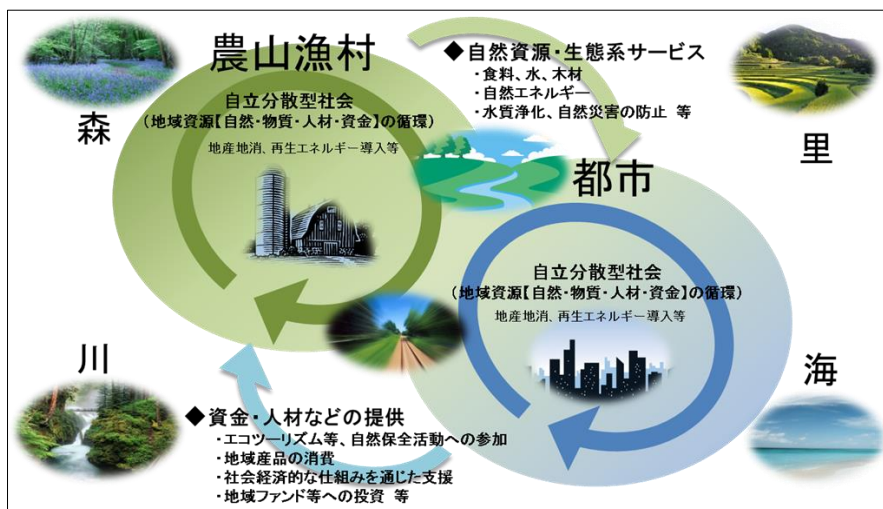 農山漁村
森
自立分散型社会
(地域資源【自然・物質・人材・資金】の循環)
地産地消、再生エネルギー導入等
◆自然資源・生態系サービス
・食料、水、木材
・自然エネルギー
・水質浄化、自然災害の防止 等
里
都市
自立分散型社会
(地域資源【自然・物質・人材・資金】の循環)
地産地消、再生エネルギー導入等
川
◆資金・人材などの提供
・エコツーリズム等、自然保全活動への参加
・地域産品の消費
・社会経済的な仕組みを通じた支援
・地域ファンド等への投資 等
海